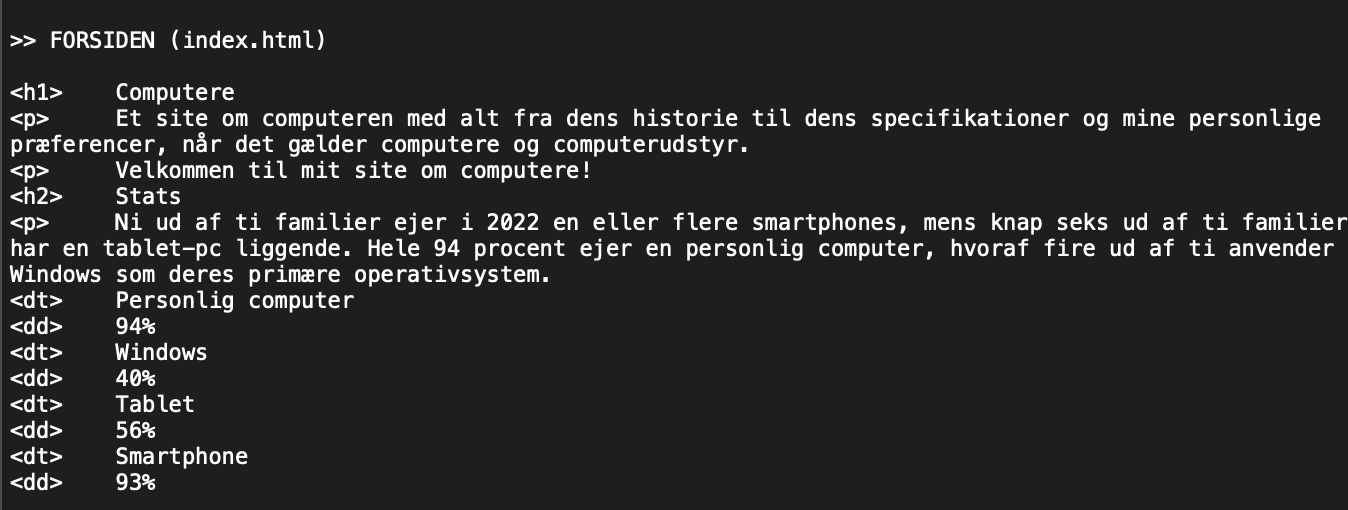 >> FORSIDEN (index.html)
<h1>    Computere
<p>     Et site om computeren med alt fra dens historie til dens specifikationer og mine personlige
præferencer, når det gælder computere og computerudstyr.
<p>     Velkommen til mit site om computere!
<h2>    Stats
<p>     Ni ud af ti familier ejer i 2022 en eller flere smartphones, mens knap seks ud af ti familier
har en tablet-pc liggende. Hele 94 procent ejer en personlig computer, hvoraf fire ud af ti anvender
Windows som deres primære operativsystem.
<dt>    Personlig computer
<dd>    94%
<dt>    Windows
<dd>    40%
<dt>    Tablet
<dd>    56%
<dt>    Smartphone
<dd>    93%